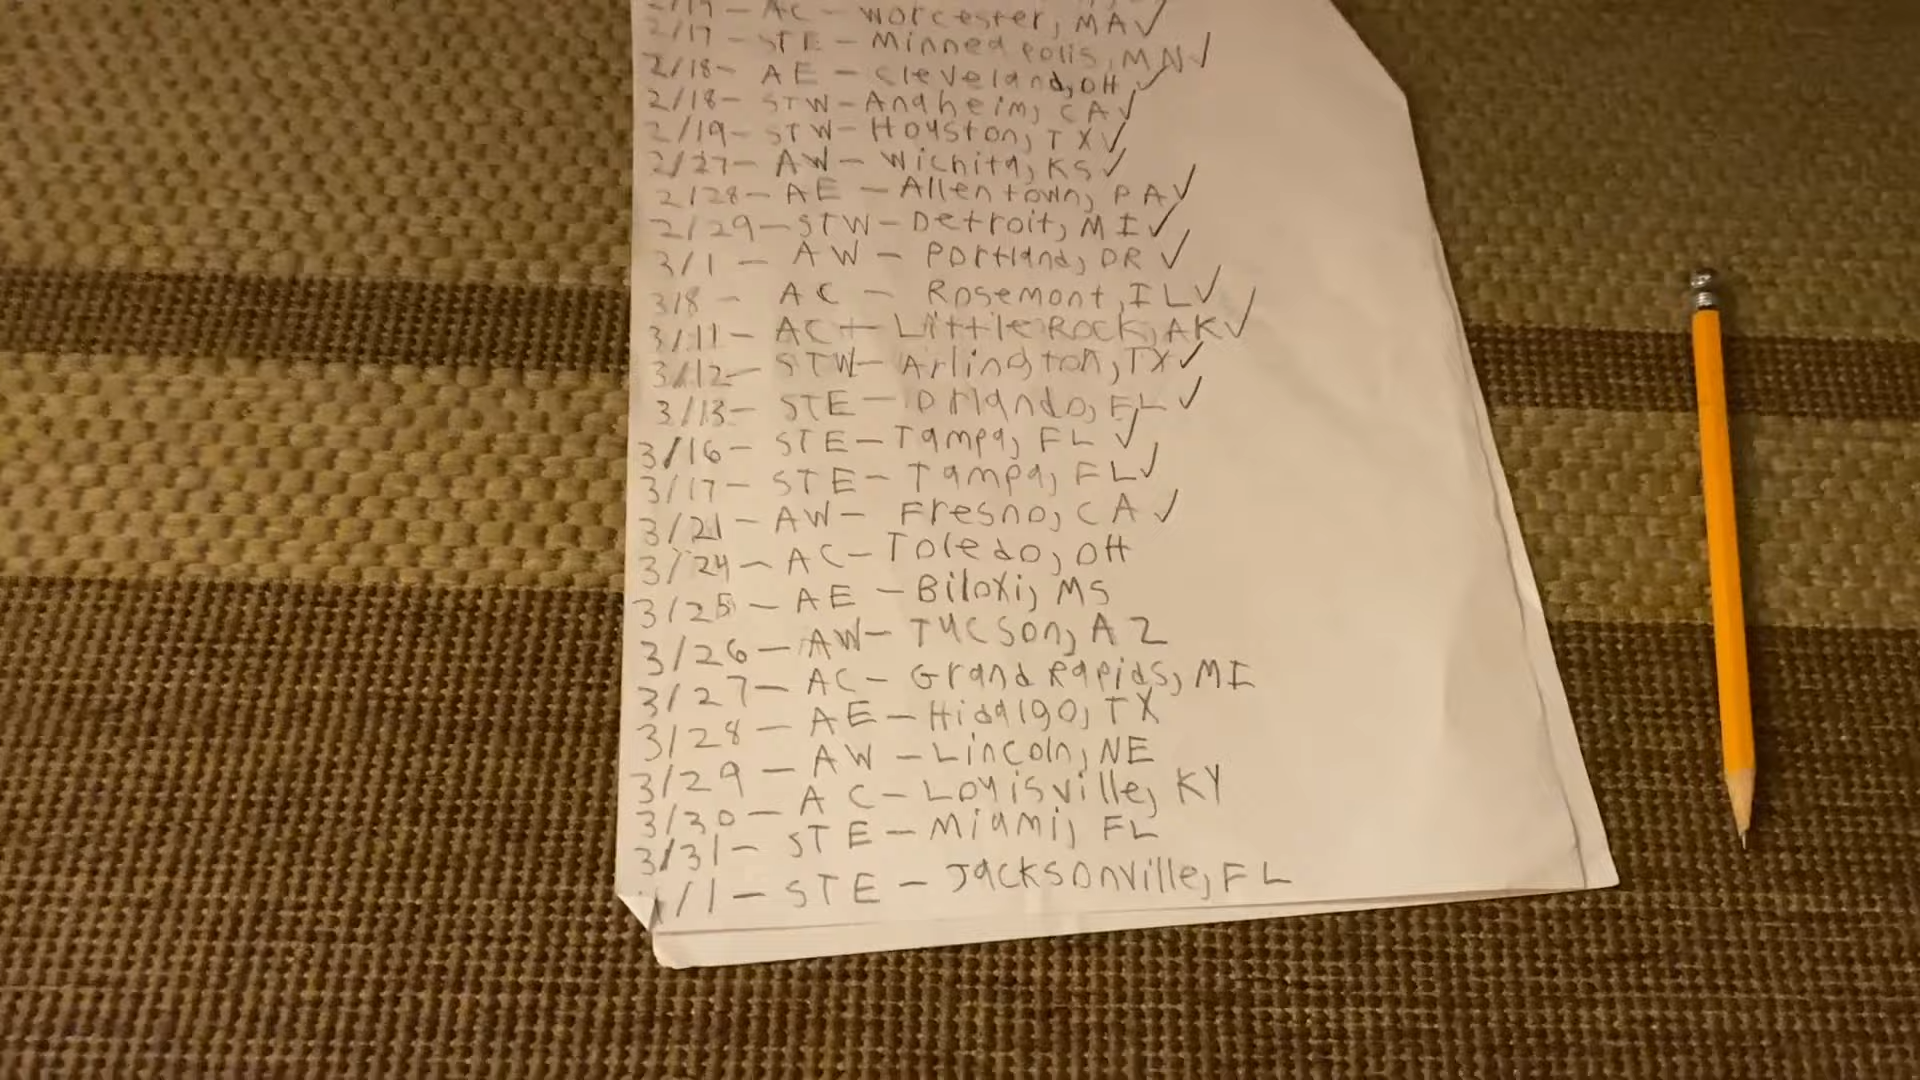 AC - Worcester, MA✓
2/17 - STE - Minneapolis, MN✓
2/18- AE - Cleveland, OH✓
2/18- STW- Anaheim, CA✓
2/19- STW- Houston, TX✓
2/27- AW- Wichita, KS✓
2/28- AE - Allentown, PA✓
2/29- STW- Detroit, MI✓
3/1 - AW - Portland, OR✓
3/8 - AC - Rosemont, IL✓
3/11- AC- Little Rock, AK✓
3/12- STW- Arlington, TX✓
3/13- STE- Orlando, FL✓
3/16- STE- Tampa, FL✓
3/17- STE- Tampa, FL✓
3/21- AW- Fresno, CA✓
3/24- AC- Toledo, OH
3/25- AE - Biloxi, MS
3/26- AW- Tucson, AZ
3/27- AC- Grand Rapids, MI
3/28- AE- Hidalgo, TX
3/29- AW- Lincoln, NE
3/30- AC- Louisville, KY
3/31- STE- Miami, FL
/1- STE- Jacksonville, FL